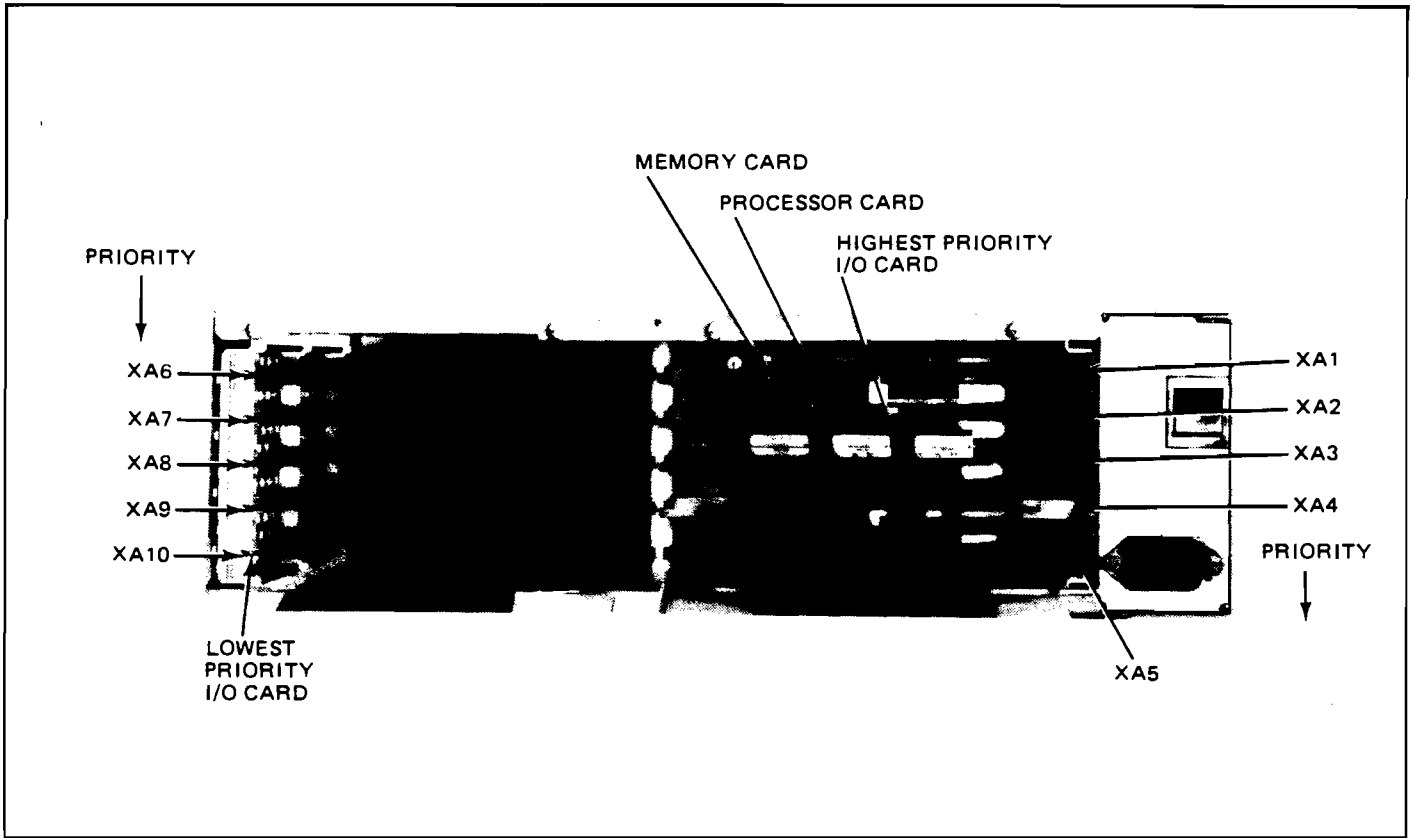 MEMORY CARD
PROCESSOR CARD
HIGHEST PRIORITY
I/O CARD
PRIORITY
XA6
XA7
XA8
XA9
XA10
LOWEST
PRIORITY
I/O CARD
XA1
XA2
XA3
XA4
PRIORITY
XA5